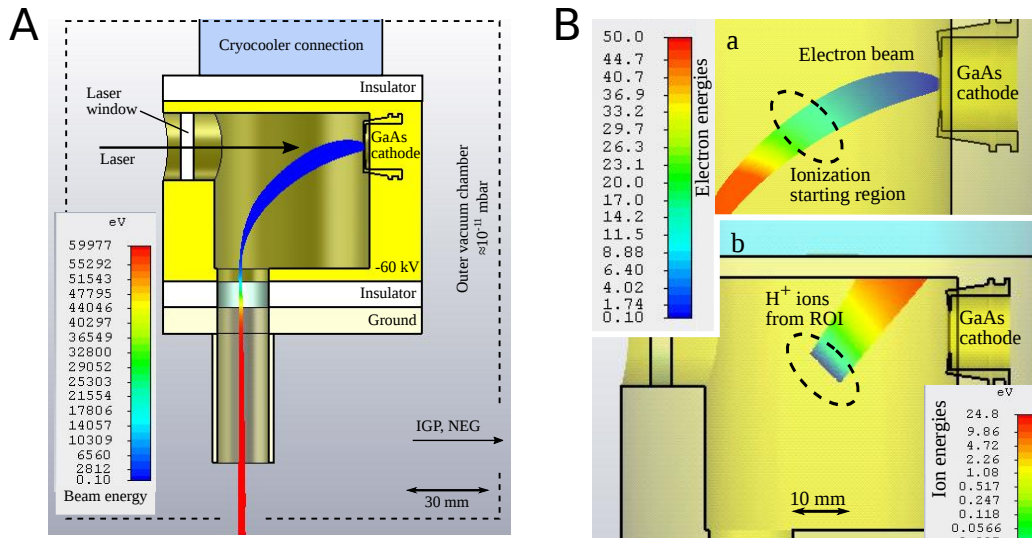 A
Cryocooler connection
Insulator
Laser
window
GaAs
cathode
Laser
Outer vacuum chamber
≈10⁻¹¹ mbar
eV
59977
55292
51543
47795
44046
40297
36549
32800
29052
25303
21554
17806
14057
10309
6560
2812
0.10
Beam energy
-60 kV
Insulator
Ground
IGP, NEG
30 mm
B
a
50.0
44.7
40.7
36.9
33.2
29.7
26.3
23.1
20.0
17.0
14.2
11.5
8.88
6.40
4.02
1.74
0.10
Electron energies
Electron beam
GaAs
cathode
Ionization
starting region
b
H⁺ ions
from ROI
GaAs
cathode
10 mm
eV
24.8
9.86
4.72
2.26
1.08
0.517
0.247
0.118
0.0566
Ion energies